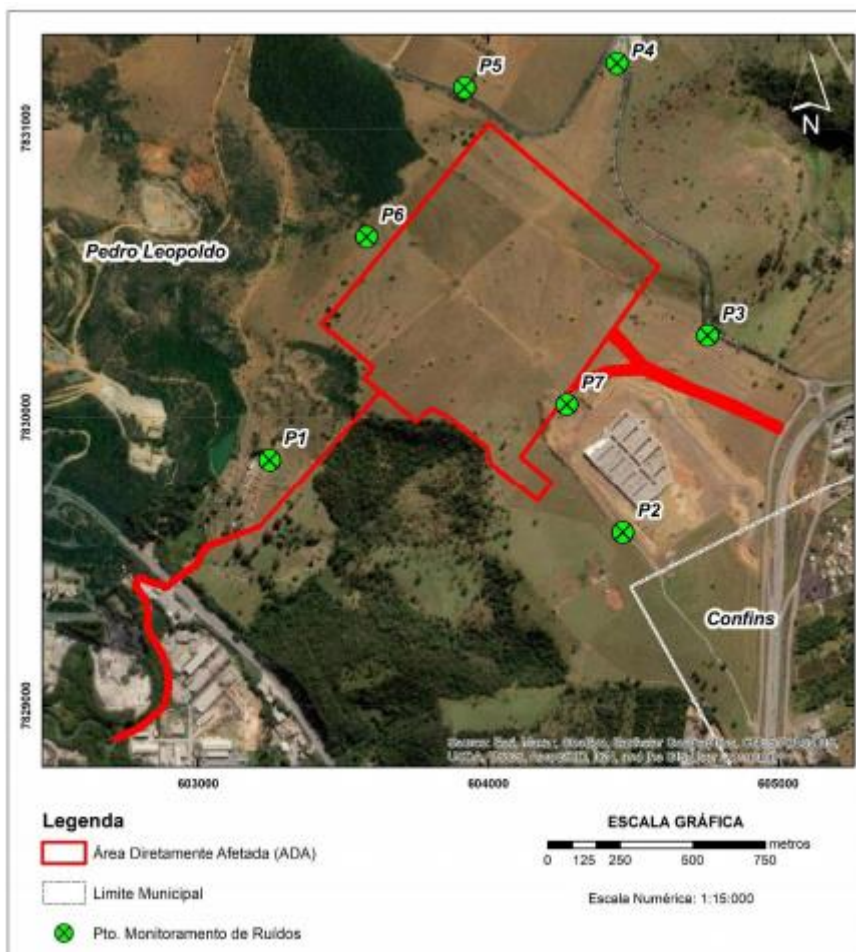 P5
P4
N
7831000
P6
Pedro Leopoldo
P3
P7
7830000
P1
P2
Confins
7829000
603000
604000
605000
Legenda
Área Diretamente Afetada (ADA)
Limite Municipal
Pto. Monitoramento de Ruídos
ESCALA GRÁFICA
metros
0 125 250 500 750
Escala Numérica: 1:15:000